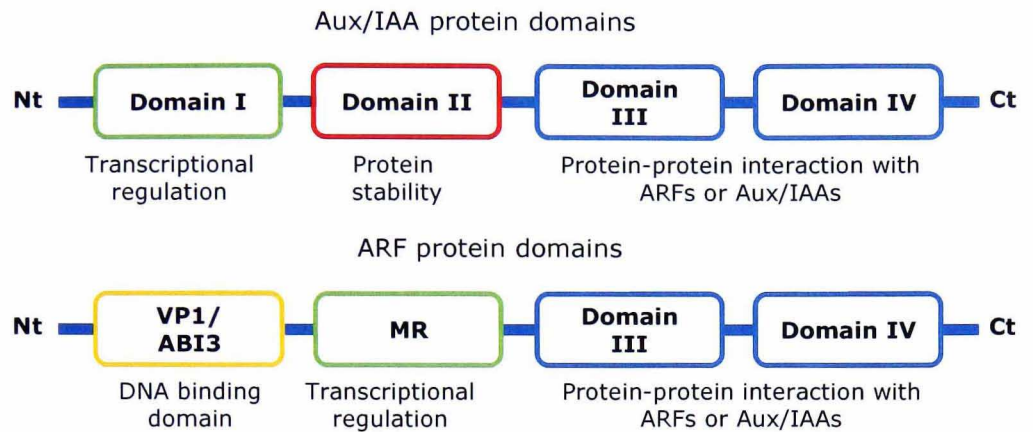 Aux/IAA protein domains
Nt Domain I Domain II Domain III Domain IV Ct
Transcriptional regulation
Protein stability
Protein-protein interaction with ARFs or Aux/IAAs
ARF protein domains
Nt VP1/ABI3 MR Domain III Domain IV Ct
DNA binding domain
Transcriptional regulation
Protein-protein interaction with ARFs or Aux/IAAs